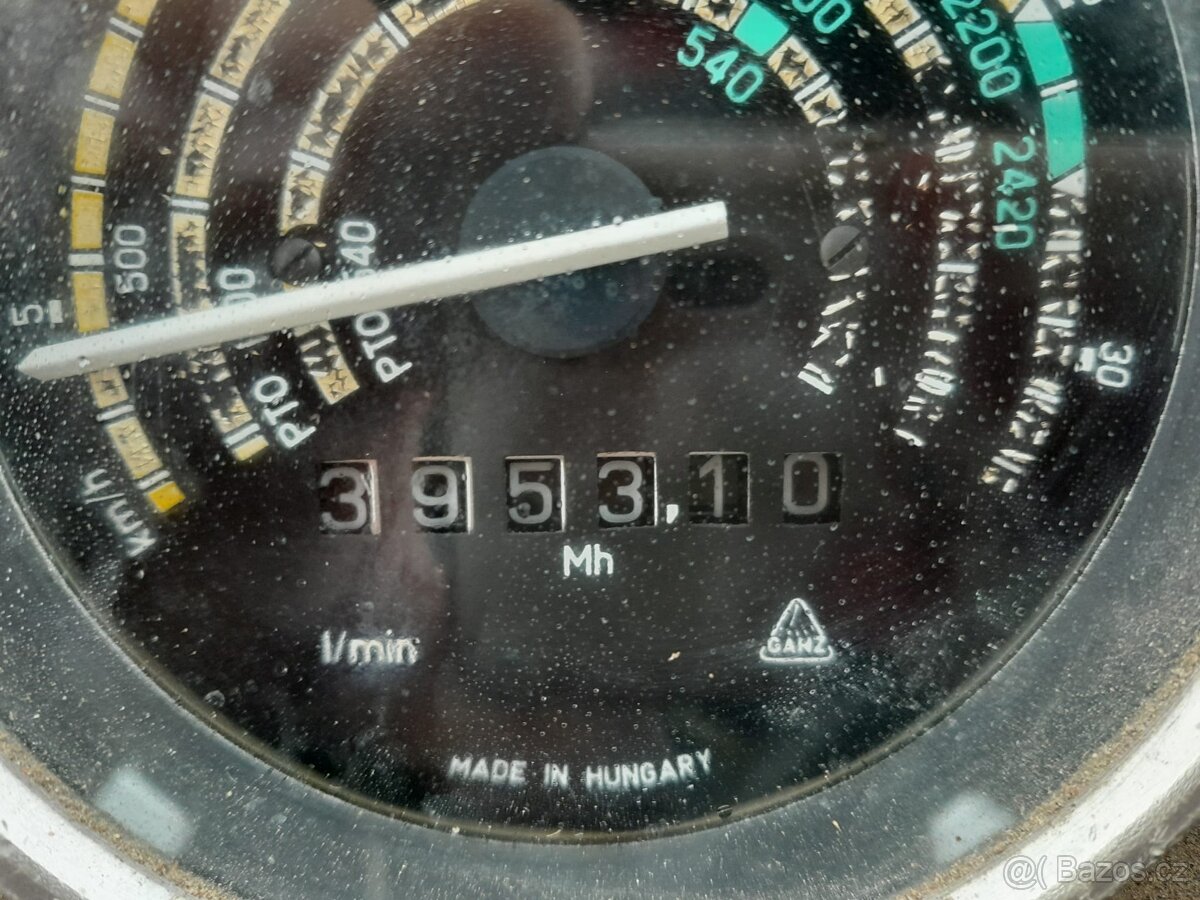 540
2200
2420
500
5
30
PTO 540
PTO
km/h
3953,10
Mh
1/min
GANZ
MADE IN HUNGARY
@( Bazos.cz